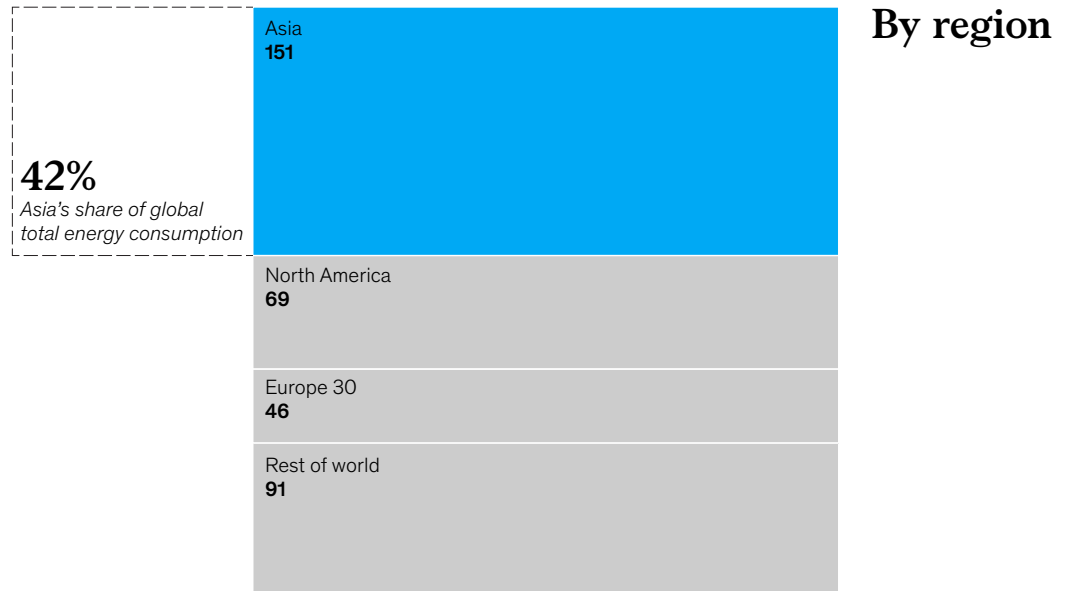 By region
Asia
151
42%
Asia's share of global
total energy consumption
North America
69
Europe 30
46
Rest of world
91